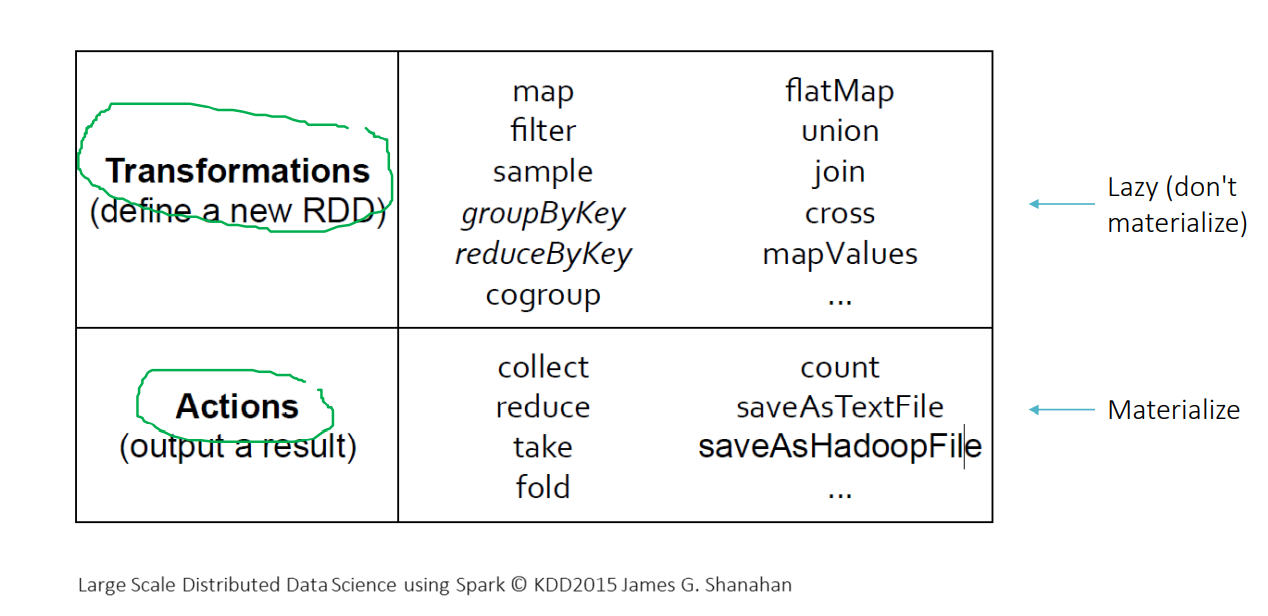 Transformations
(define a new RDD)
map
filter
sample
groupByKey
reduceByKey
cogroup
flatMap
union
join
cross
mapValues
...
Lazy (don't
materialize)
Actions
(output a result)
collect
reduce
take
fold
count
saveAsTextFile
saveAsHadoopFile
...
Materialize
Large Scale Distributed Data Science using Spark © KDD2015 James G. Shanahan